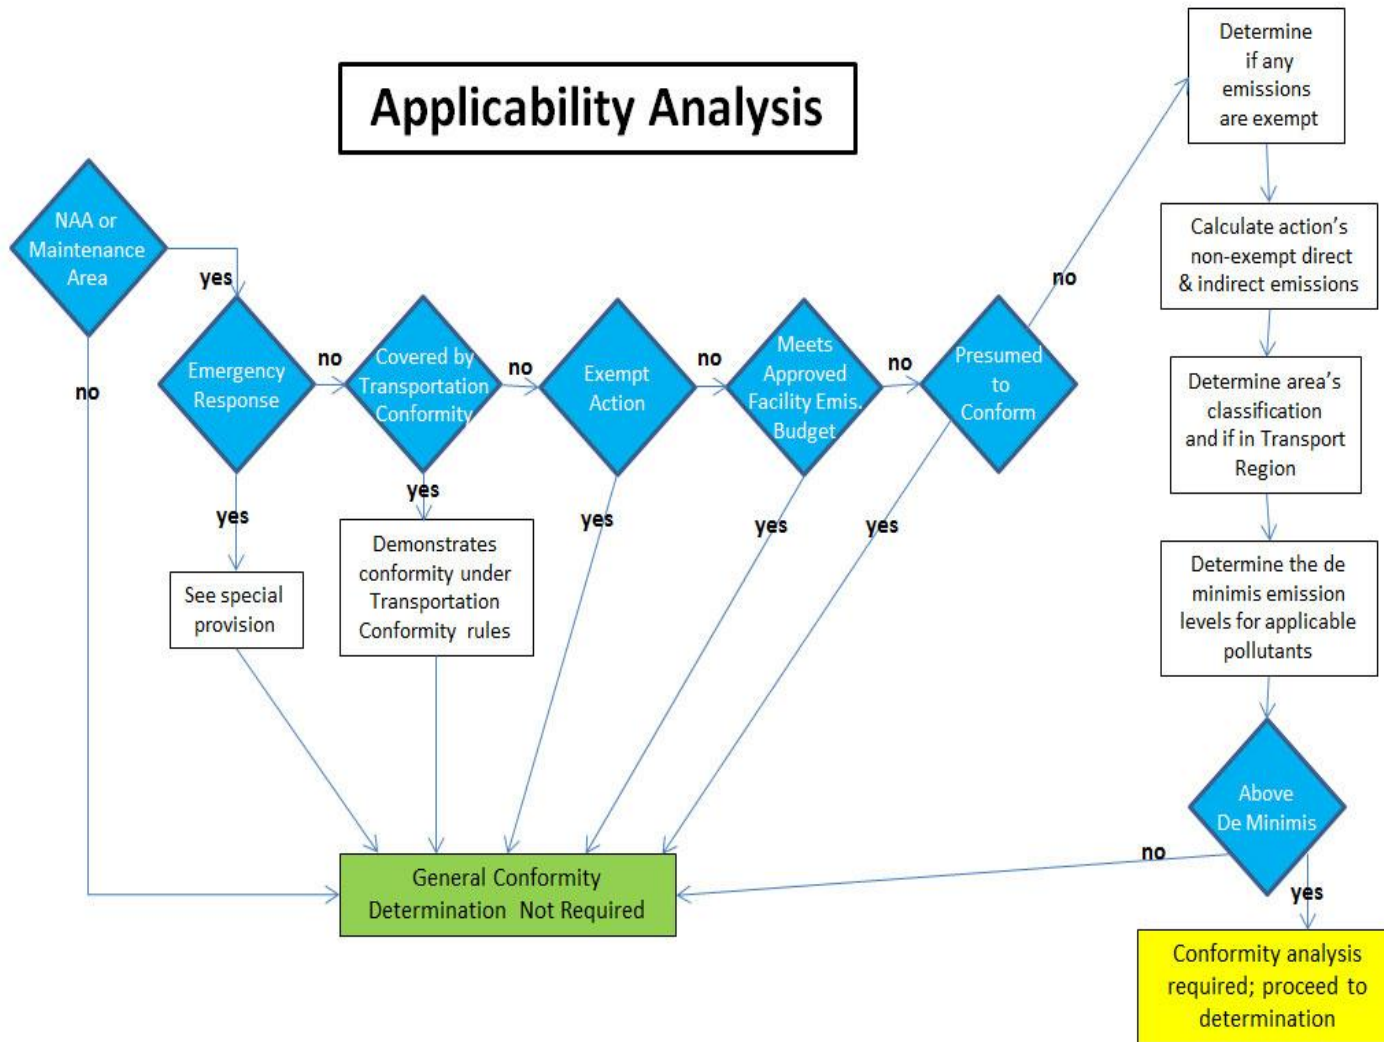 Applicability Analysis
NAA or
Maintenance
Area
yes
no
Emergency
Response
no
yes
See special
provision
Covered by
Transportation
Conformity
no
yes
Demonstrates
conformity under
Transportation
Conformity rules
Exempt
Action
no
yes
Meets
Approved
Facility Emis.
Budget
no
yes
Presumed
to
Conform
no
yes
Determine
if any
emissions
are exempt
Calculate action’s
non-exempt direct
& indirect emissions
Determine area’s
classification
and if in Transport
Region
Determine the de
minimis emission
levels for applicable
pollutants
Above
De Minimis
no
yes
General Conformity
Determination Not Required
Conformity analysis
required; proceed to
determination